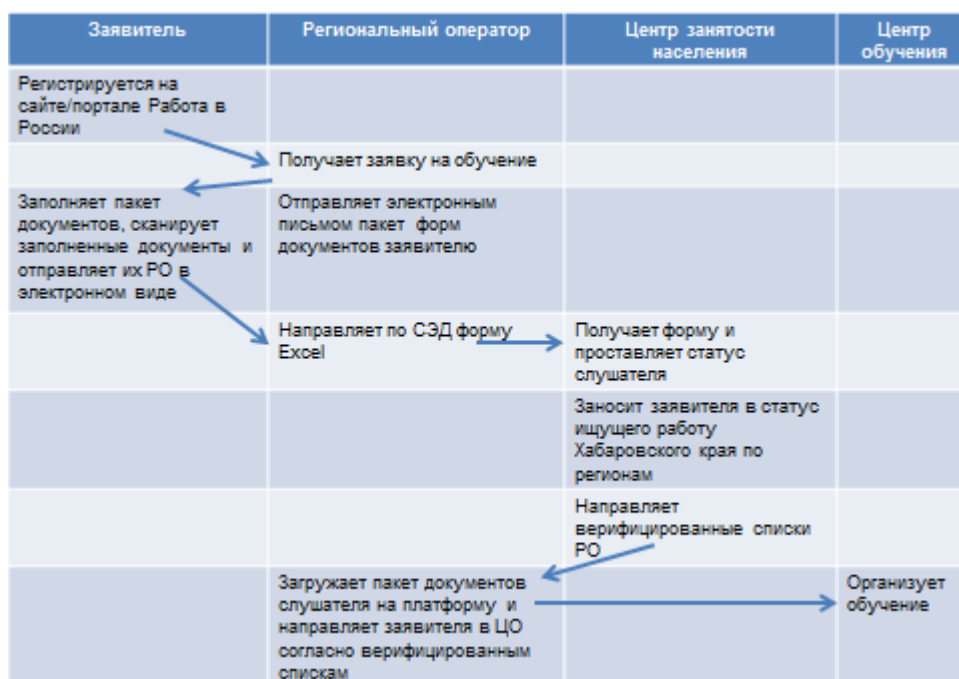 Заявитель
Региональный оператор
Центр занятости
населения
Центр
обучения
Регистрируется на
сайте/портале Работа в
России
Получает заявку на обучение
Заполняет пакет
документов, сканирует
заполненные документы и
отправляет их РО в
электронном виде
Отправляет электронным
письмом пакет форм
документов заявителю
Направляет по СЭД форму
Excel
Получает форму и
проставляет статус
слушателя
Заносит заявителя в статус
ищущего работу
Хабаровского края по
регионам
Направляет
верифицированные списки
РО
Загружает пакет документов
слушателя на платформу и
направляет заявителя в ЦО
согласно верифицированным
спискам
Организует
обучение